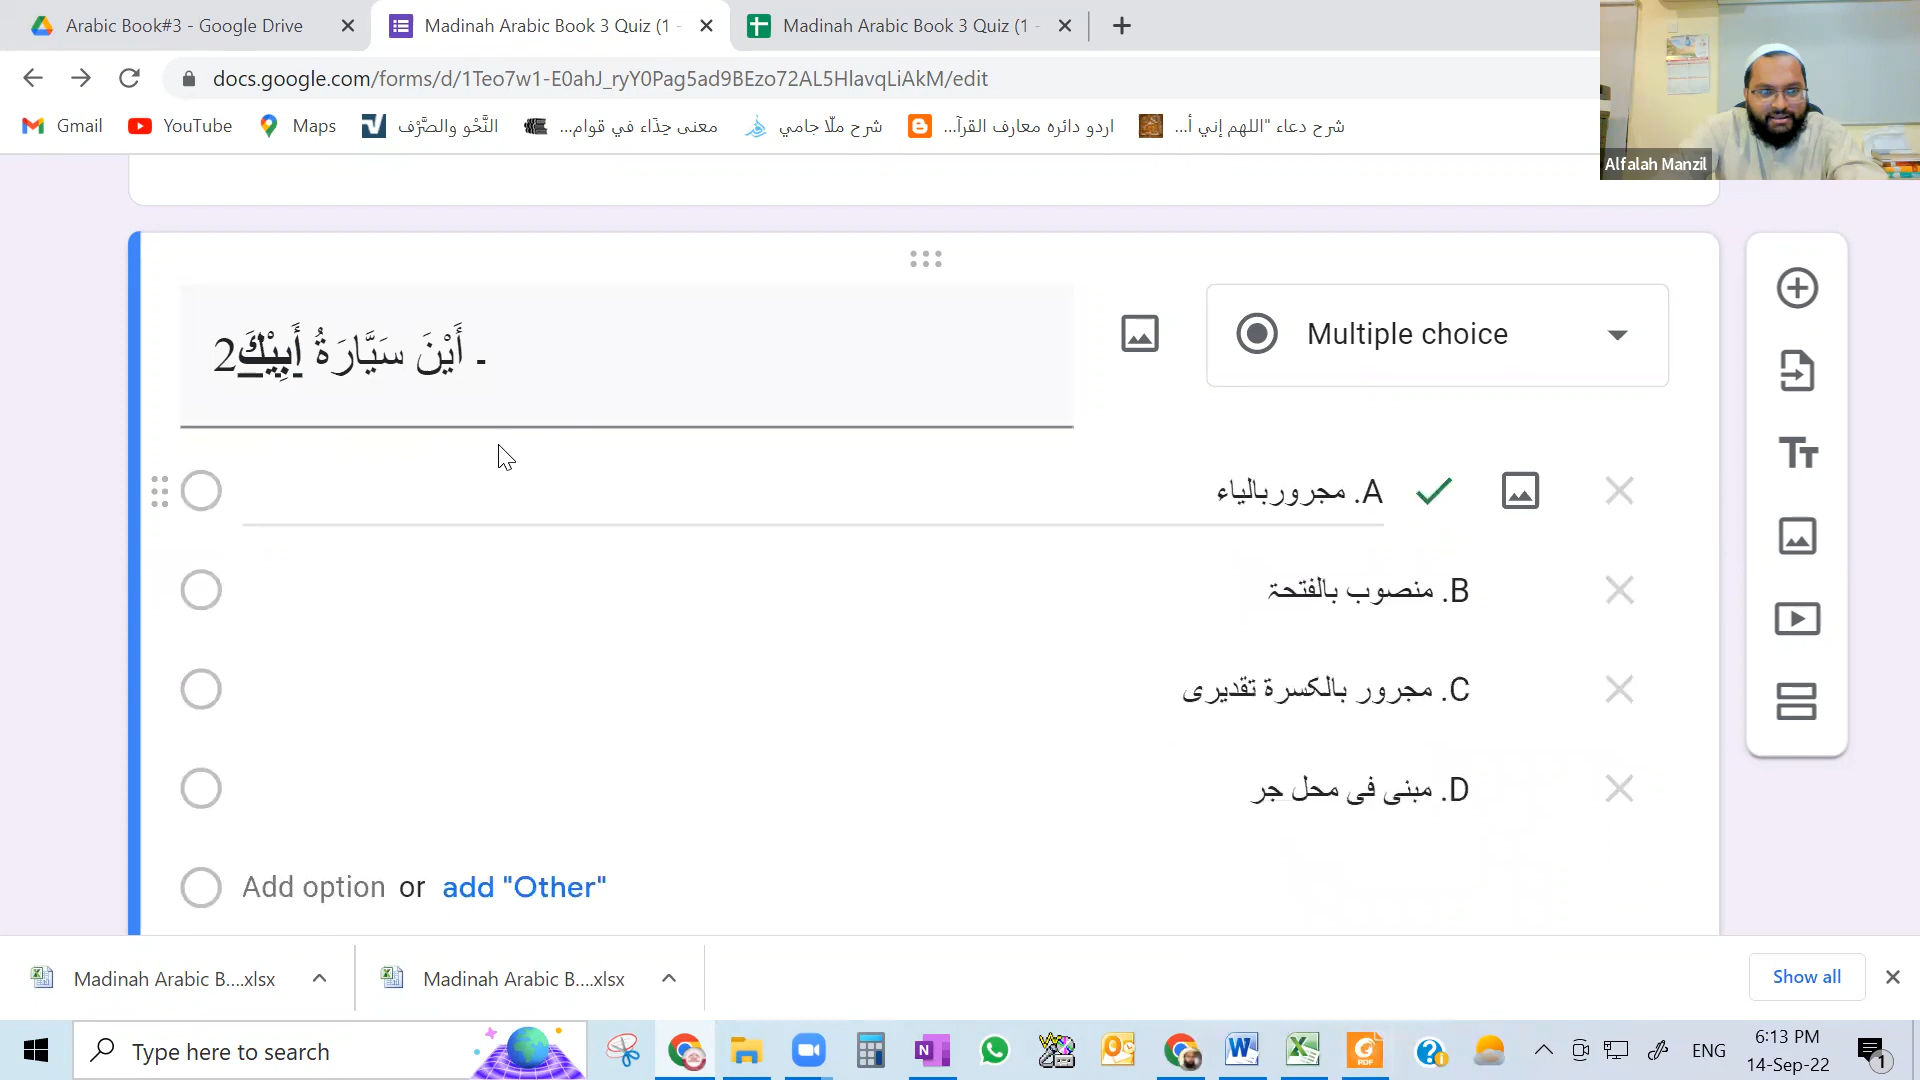 Arabic Book#3 - Google Drive
Madinah Arabic Book 3 Quiz (1 -
Madinah Arabic Book 3 Quiz (1 -
docs.google.com/forms/d/1Teo7w1-E0ahJ_ryY0Pag5ad9BEzo72AL5HlavqLiAkM/edit
Gmail
YouTube
Maps
النَّحْو والصَّرْف
معنى حِذَاء في قوام...
شرح ملّا جامي
اردو دائره معارف القرآ...
شرح دعاء "اللهم إني أ...
Alfalah Manzil
2ـ أَيْنَ سَيَّارَةُ أَبِيْكَ
Multiple choice
A. مجروربالياء
B. منصوب بالفتحة
C. مجرور بالكسرة تقديرى
D. مبنى فى محل جر
Add option or add "Other"
Madinah Arabic B....xlsx
Madinah Arabic B....xlsx
Show all
Type here to search
ENG
6:13 PM
14-Sep-22
1